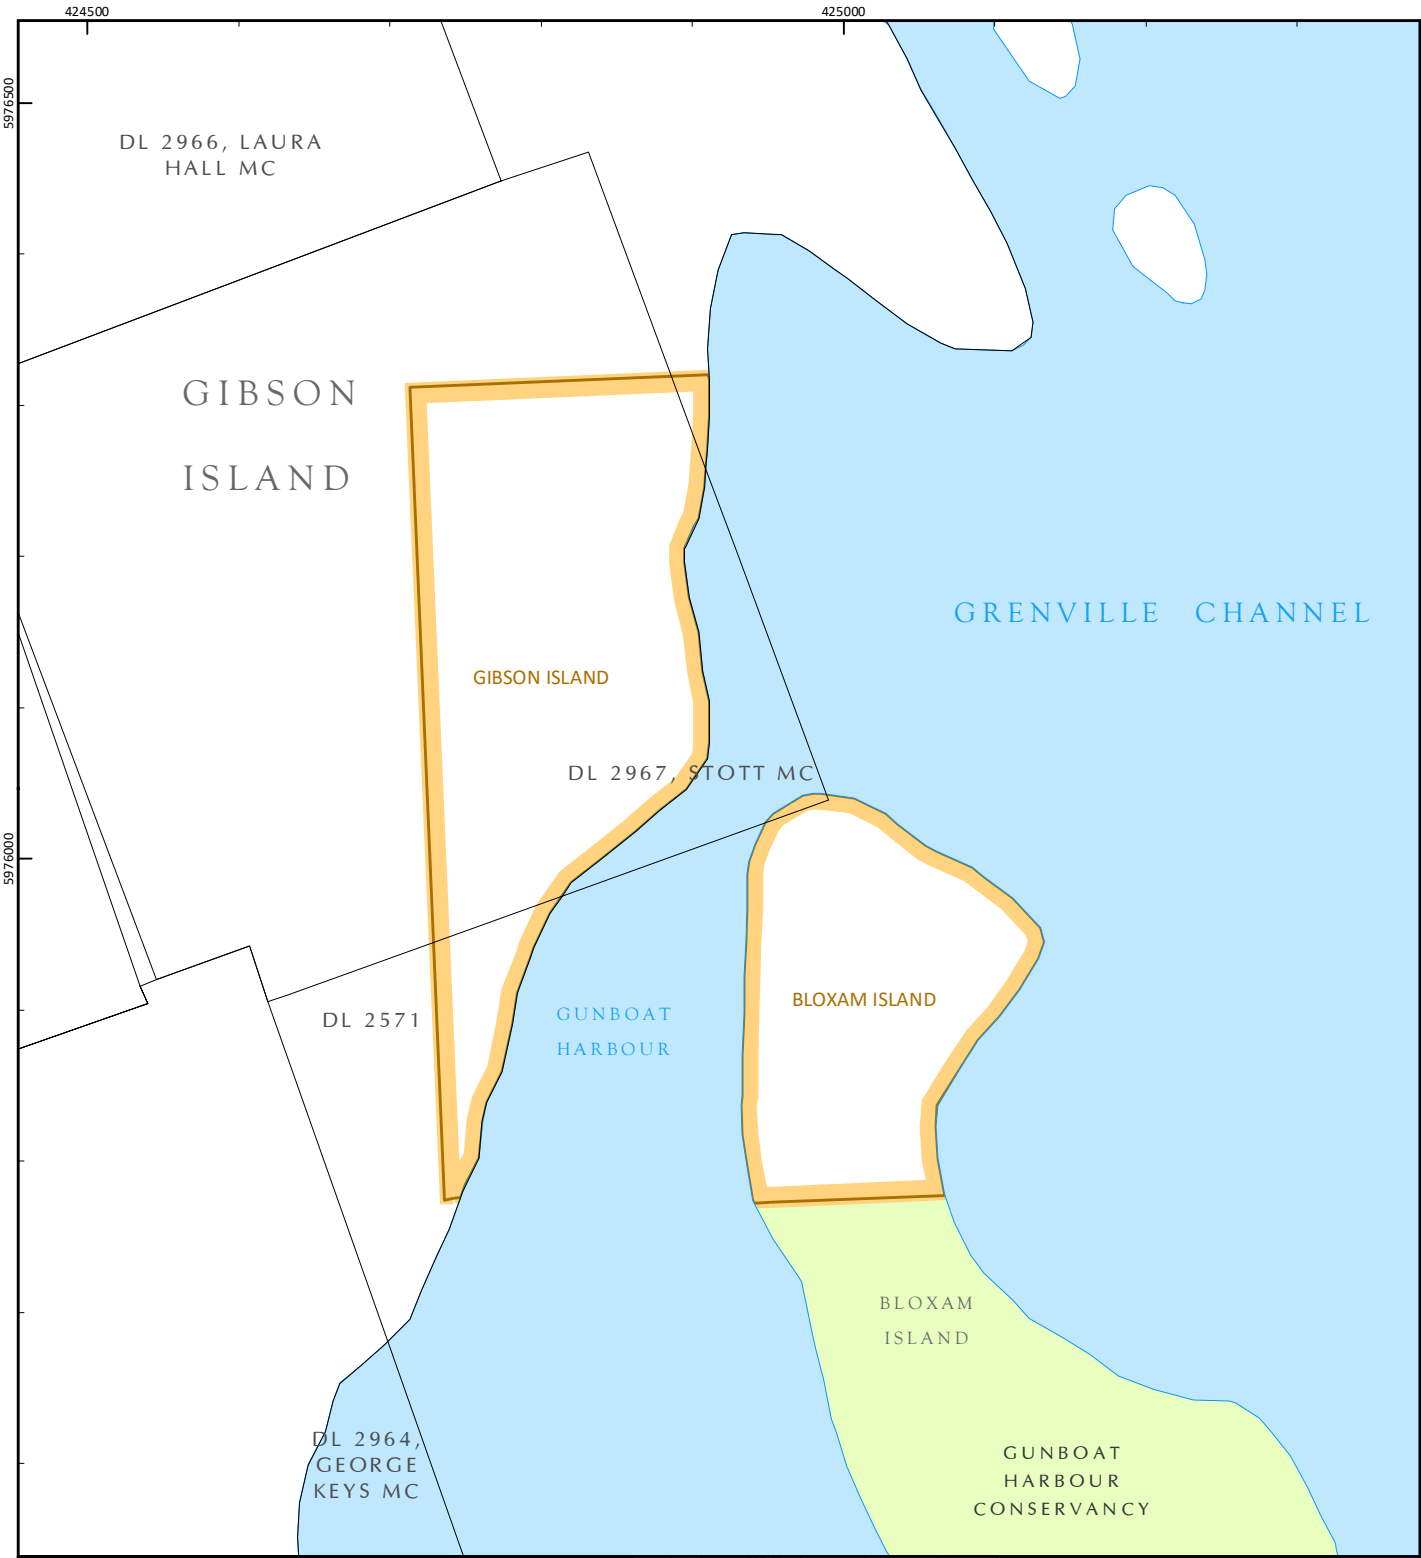 424500
425000
5976500
DL 2966, LAURA
HALL MC
GIBSON
ISLAND
GRENVILLE CHANNEL
GIBSON ISLAND
DL 2967, STOTT MC
5976000
BLOXAM ISLAND
DL 2571
GUNBOAT
HARBOUR
BLOXAM
ISLAND
DL 2964,
GEORGE
KEYS MC
GUNBOAT
HARBOUR
CONSERVANCY